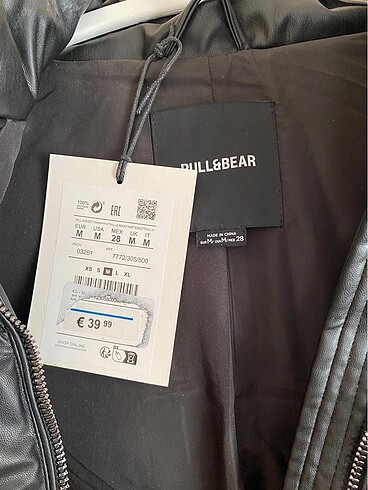 PULL&BEAR
MADE IN CHINA
EUR M/USA M/MEX 28
100%
EAC
EUR USA MEX UK IT
M M 28 M M
03261
7772/305/800
XS S M L XL
€ 39 99
SHOP ONLINE